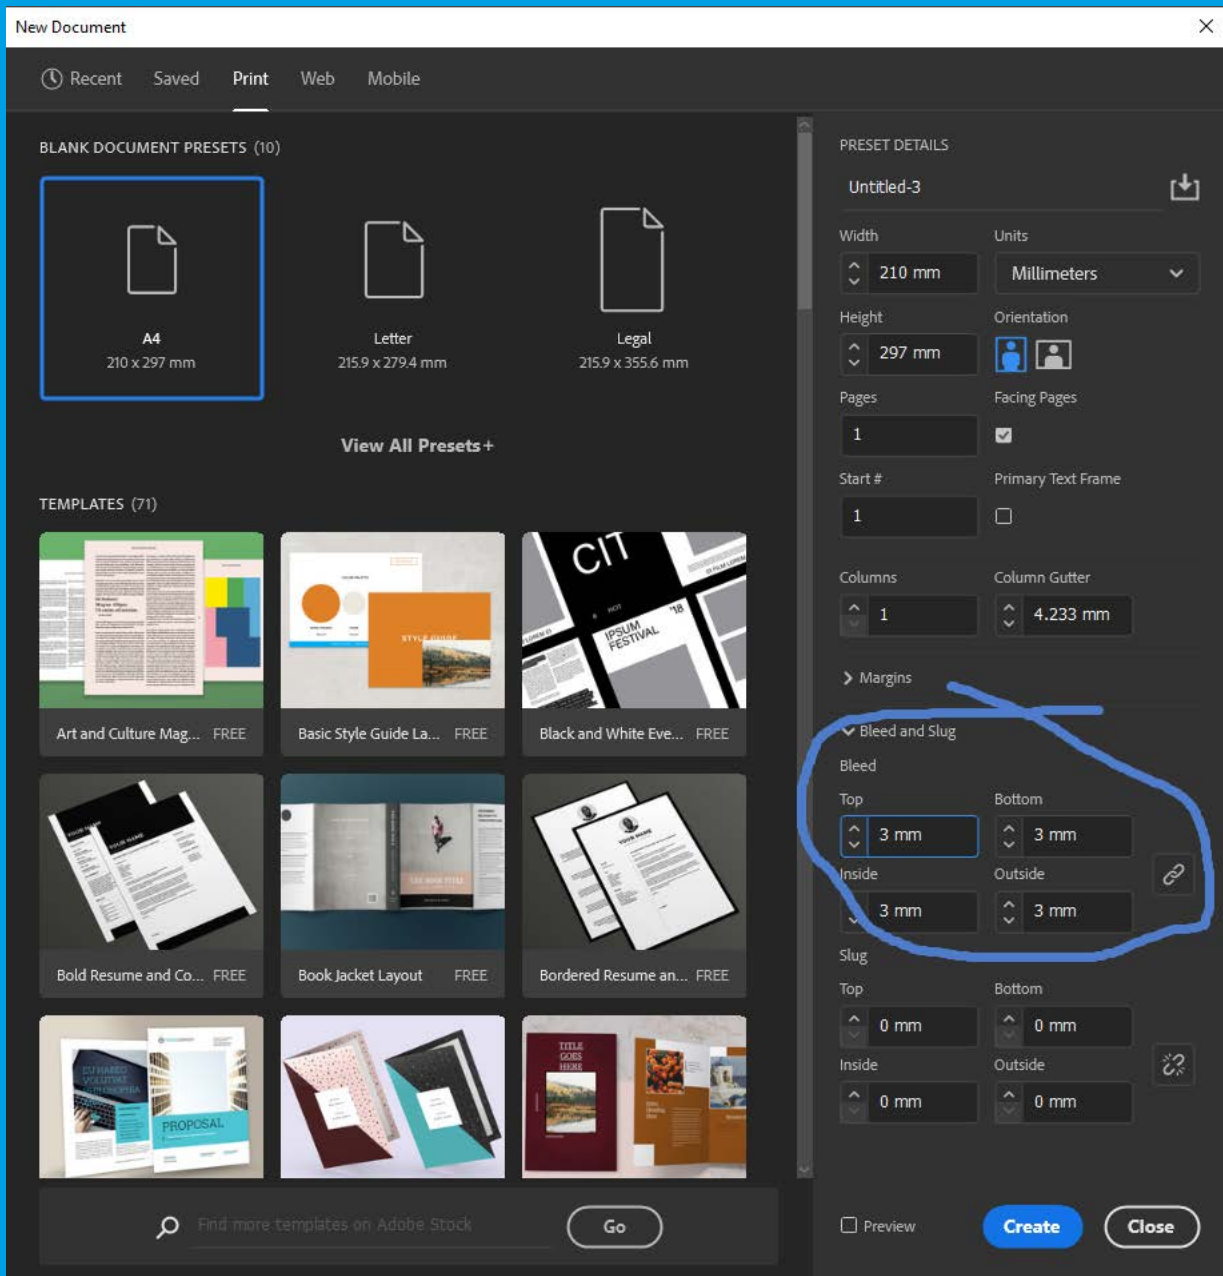 New Document
Recent Saved Print Web Mobile
BLANK DOCUMENT PRESETS (10)
A4
210 x 297 mm
Letter
215.9 x 279.4 mm
Legal
215.9 x 355.6 mm
View All Presets+
TEMPLATES (71)
CIT
HOT
'18
IPSUM
FESTIVAL
STYLE GUIDE
Art and Culture Mag... FREE
Basic Style Guide La... FREE
Black and White Eve... FREE
YOUR NAME
YOUR NAME
Bold Resume and Co... FREE
Book Jacket Layout FREE
Bordered Resume an... FREE
PROPOSAL
TITLE
GOES
HERE
Find more templates on Adobe Stock
Go
PRESET DETAILS
Untitled-3
Width Units
210 mm Millimeters
Height Orientation
297 mm
Pages Facing Pages
1
Start # Primary Text Frame
1
Columns Column Gutter
1 4.233 mm
Margins
Bleed and Slug
Bleed
Top Bottom
3 mm 3 mm
Inside Outside
3 mm 3 mm
Slug
Top Bottom
0 mm 0 mm
Inside Outside
0 mm 0 mm
Preview Create Close